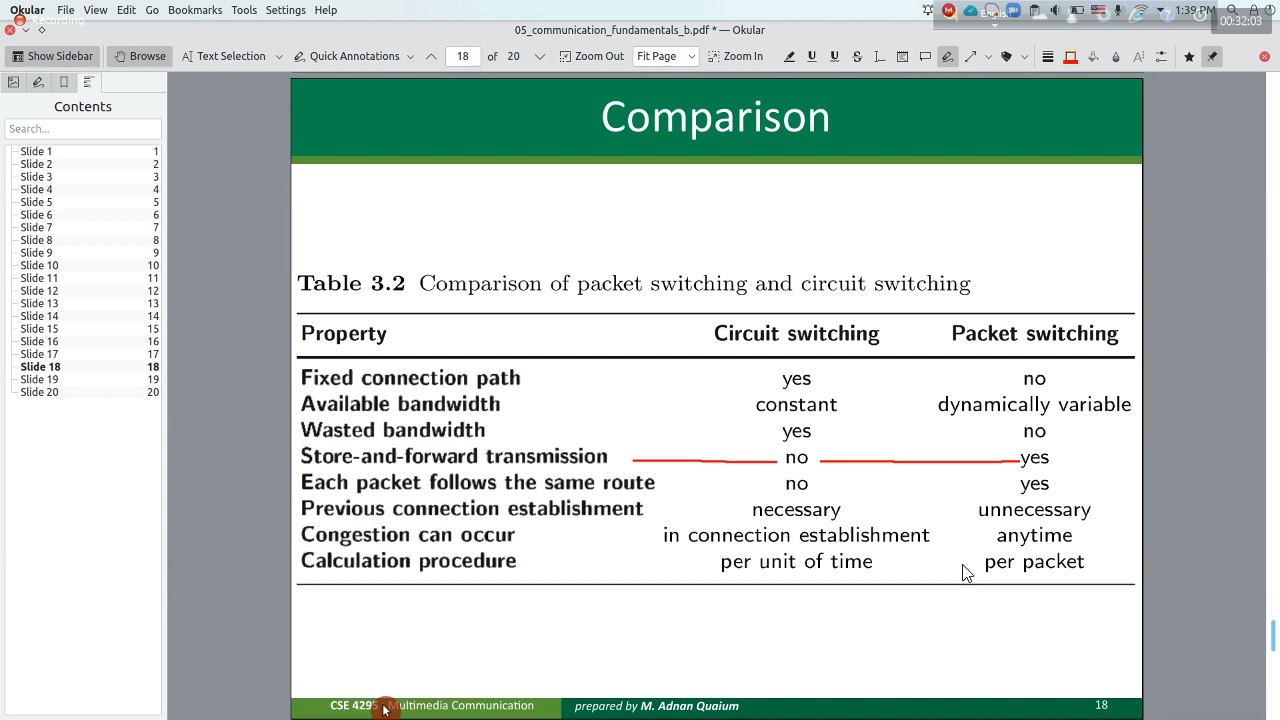 Okular File View Edit Go Bookmarks Tools Settings Help 1:39 PM
Recording 00:32:03
05_communication_fundamentals_b.pdf * — Okular
Show Sidebar Browse Text Selection Quick Annotations 18 of 20 Zoom Out Fit Page Zoom In
Contents
Search...
Slide 1 1
Slide 2 2
Slide 3 3
Slide 4 4
Slide 5 5
Slide 6 6
Slide 7 7
Slide 8 8
Slide 9 9
Slide 10 10
Slide 11 11
Slide 12 12
Slide 13 13
Slide 14 14
Slide 15 15
Slide 16 16
Slide 17 17
Slide 18 18
Slide 19 19
Slide 20 20
Comparison
Table 3.2 Comparison of packet switching and circuit switching
Property Circuit switching Packet switching
Fixed connection path yes no
Available bandwidth constant dynamically variable
Wasted bandwidth yes no
Store-and-forward transmission no yes
Each packet follows the same route no yes
Previous connection establishment necessary unnecessary
Congestion can occur in connection establishment anytime
Calculation procedure per unit of time per packet
CSE 4295 Multimedia Communication prepared by M. Adnan Quaium 18